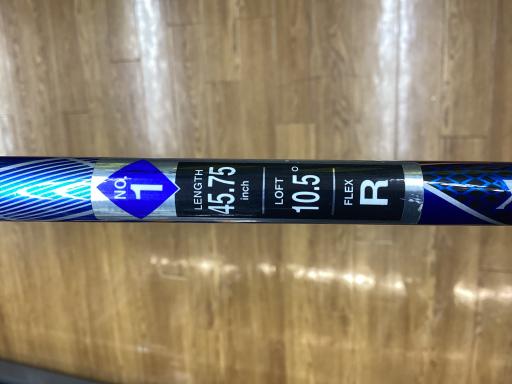 NO.
1
LENGTH
45.75
inch
LOFT
10.5°
FLEX
R